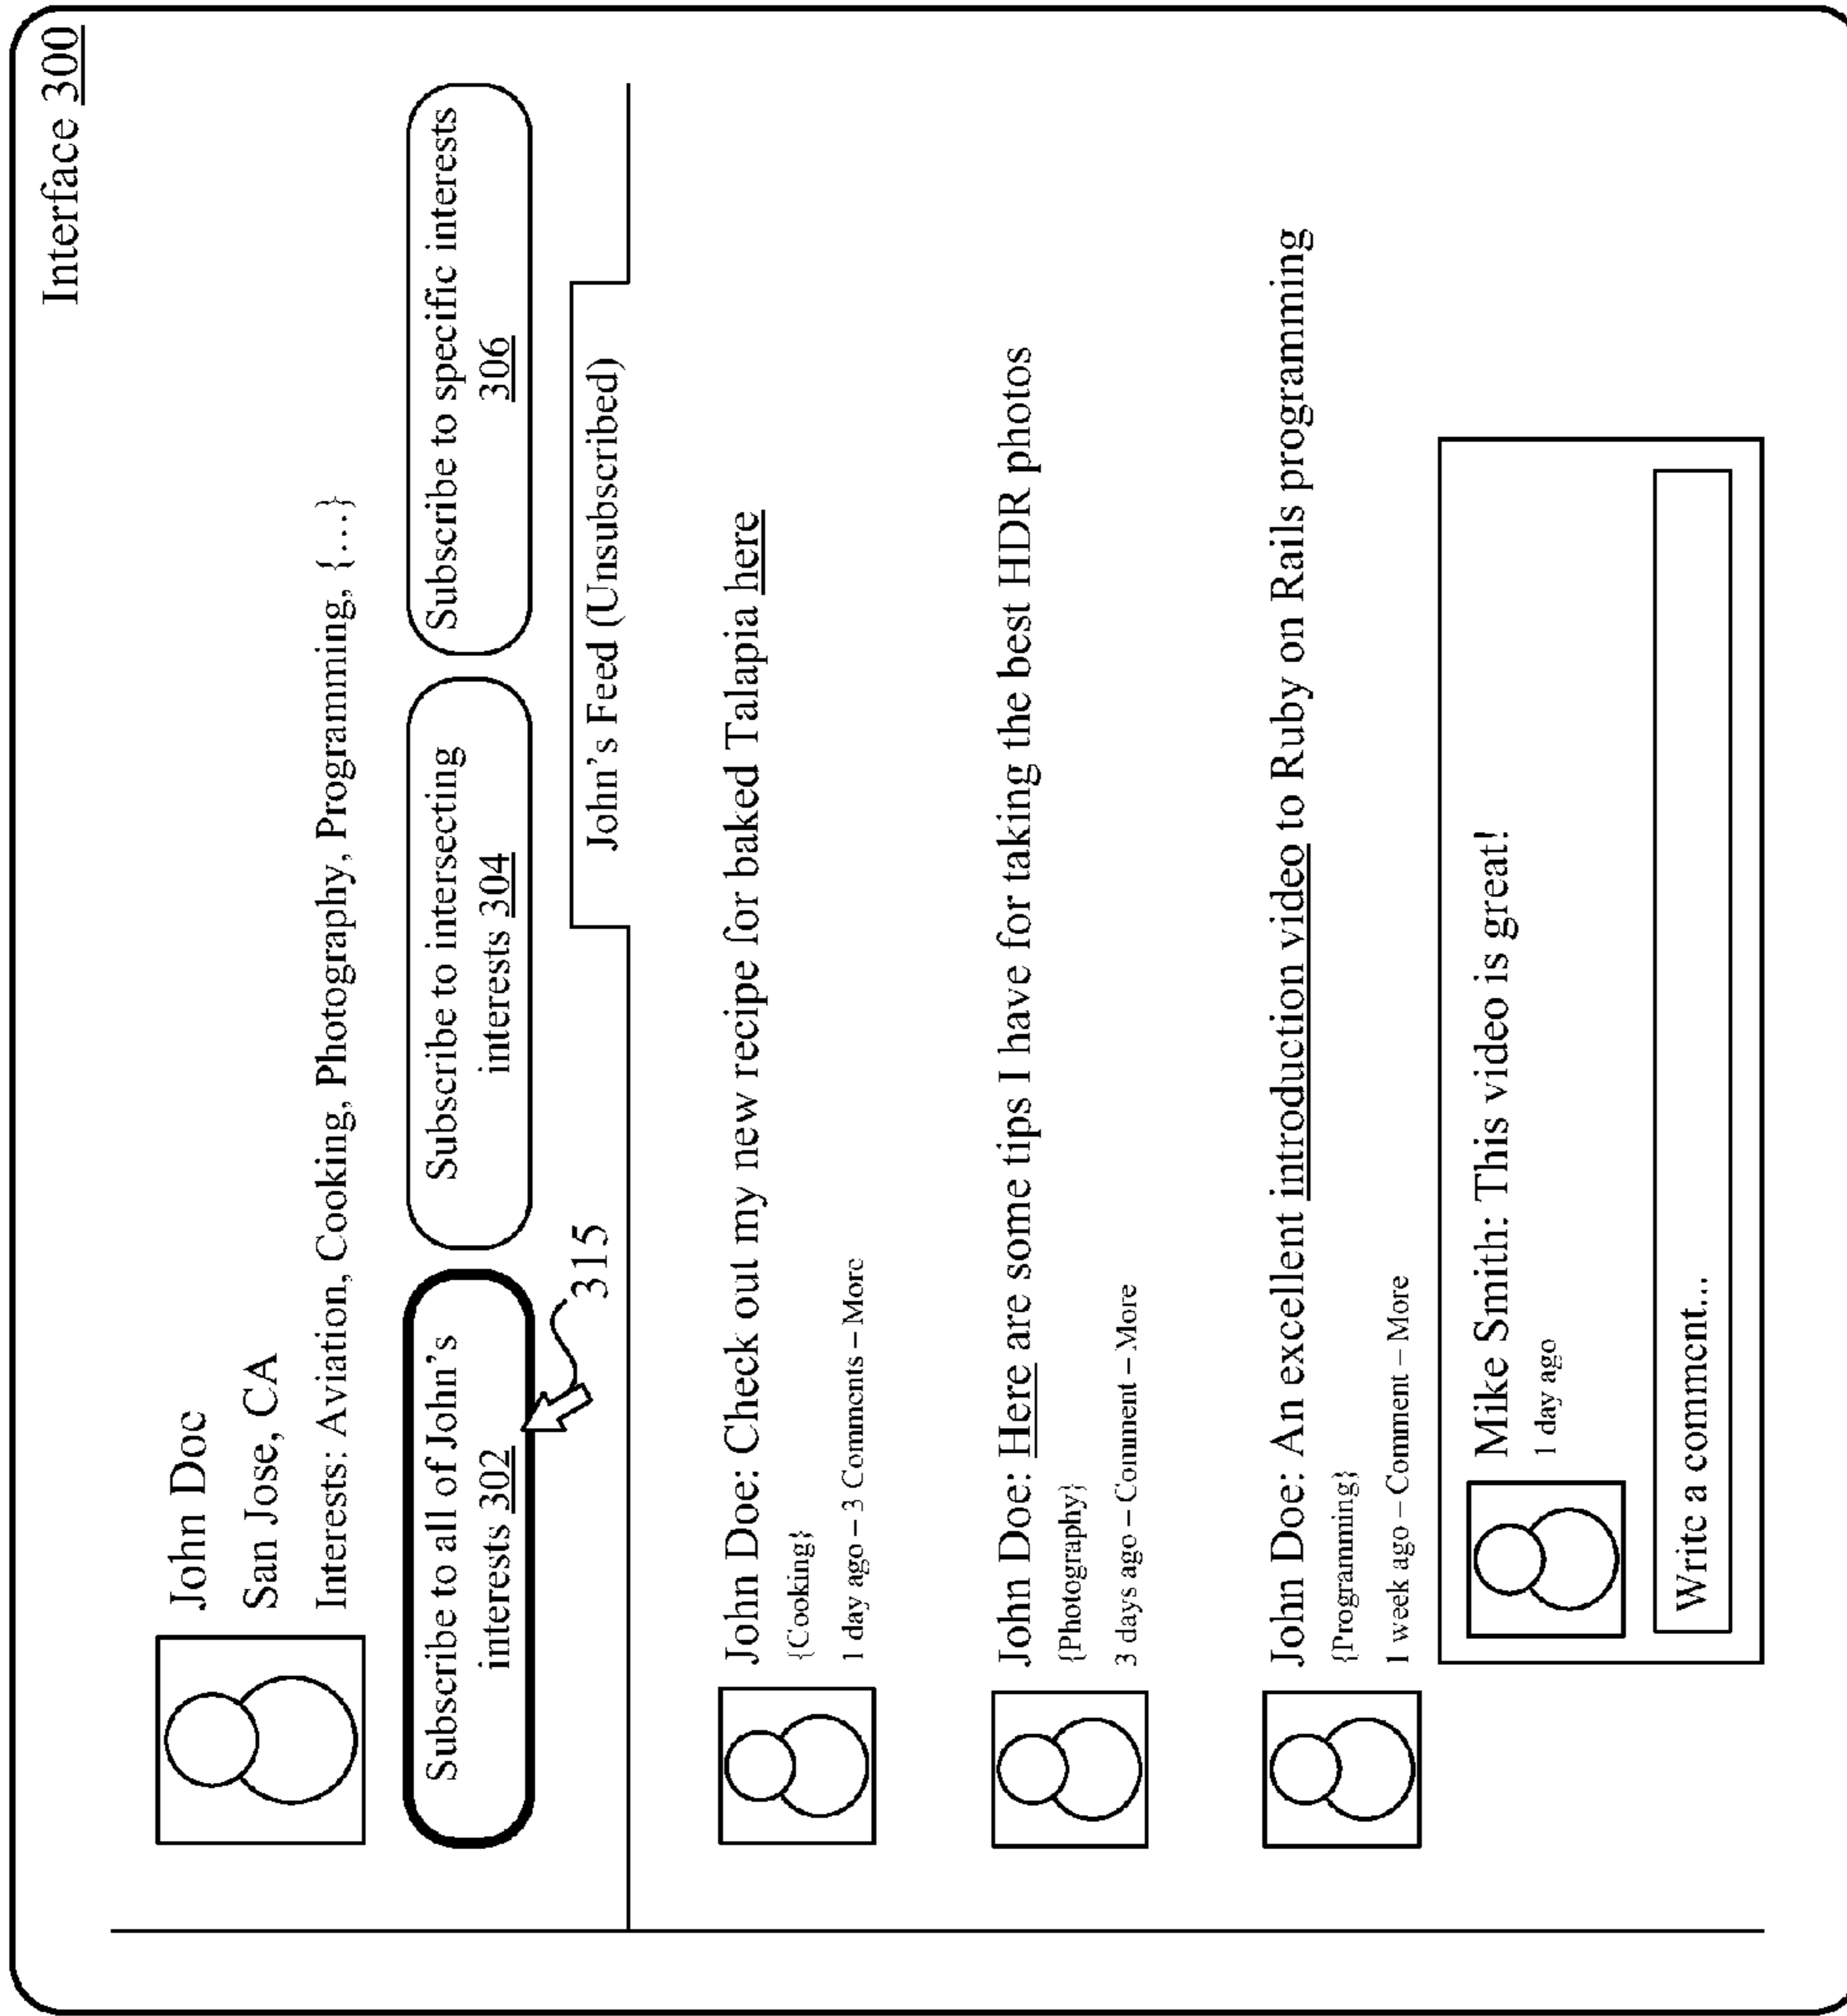 Interface 300
John Doe
San Jose, CA
Interests: Aviation, Cooking, Photography, Programming, {...}
Subscribe to all of John's
interests 302
Subscribe to intersecting
interests 304
Subscribe to specific interests
306
315
John's Feed (Unsubscribed)
John Doe: Check out my new recipe for baked Talapia here
{Cooking}
1 day ago – 3 Comments – More
John Doe: Here are some tips I have for taking the best HDR photos
{Photography}
3 days ago – Comment – More
John Doe: An excellent introduction video to Ruby on Rails programming
{Programming}
1 week ago – Comment – More
Mike Smith: This video is great!
1 day ago
Write a comment...